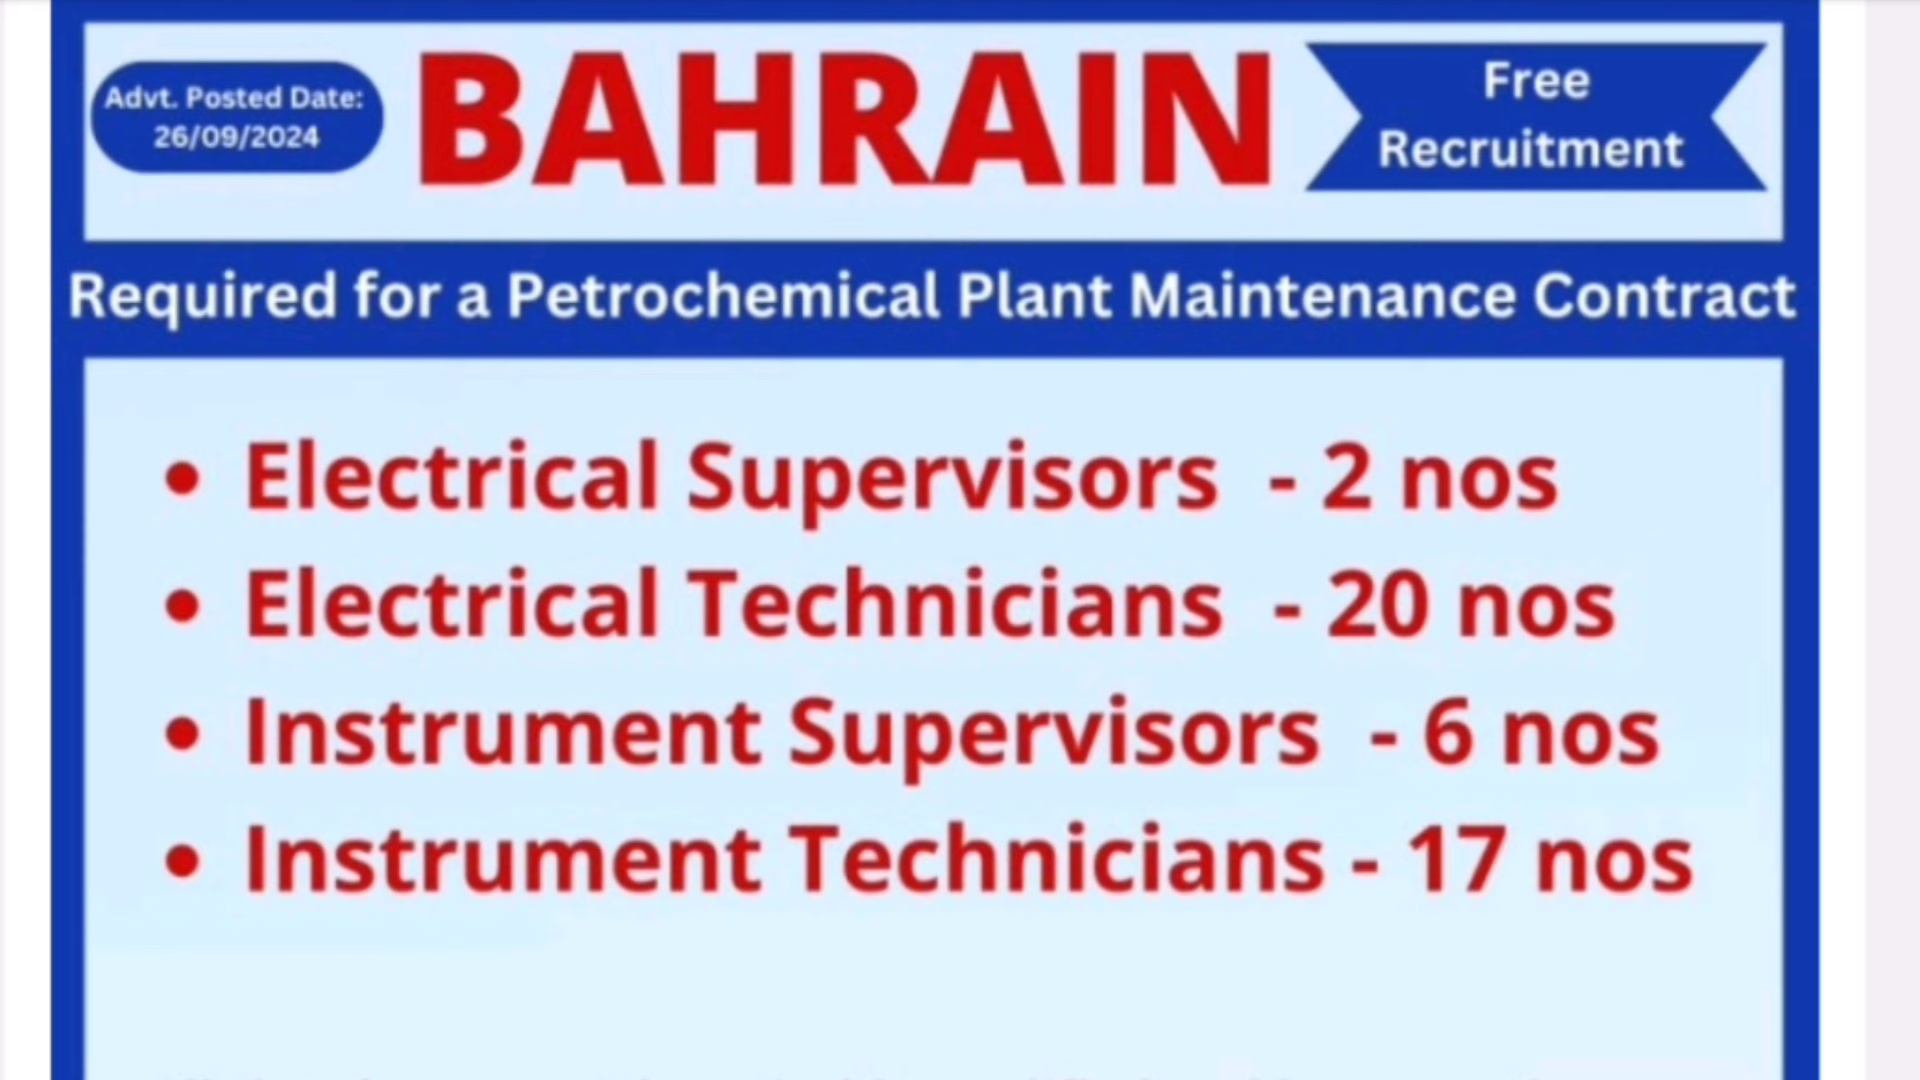 Advt. Posted Date:
26/09/2024
BAHRAIN
Free
Recruitment
Required for a Petrochemical Plant Maintenance Contract
• Electrical Supervisors - 2 nos
• Electrical Technicians - 20 nos
• Instrument Supervisors - 6 nos
• Instrument Technicians - 17 nos